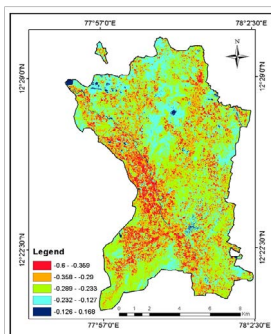 77°57'0"E
78°2'30"E
N
12°29'0"N
12°29'0"N
12°22'30"N
12°22'30"N
Legend
-0.6 - -0.359
-0.358 - -0.29
-0.289 - -0.233
-0.232 - -0.127
-0.126 - 0.168
0 1 2 4 6 8
Km
77°57'0"E
78°2'30"E